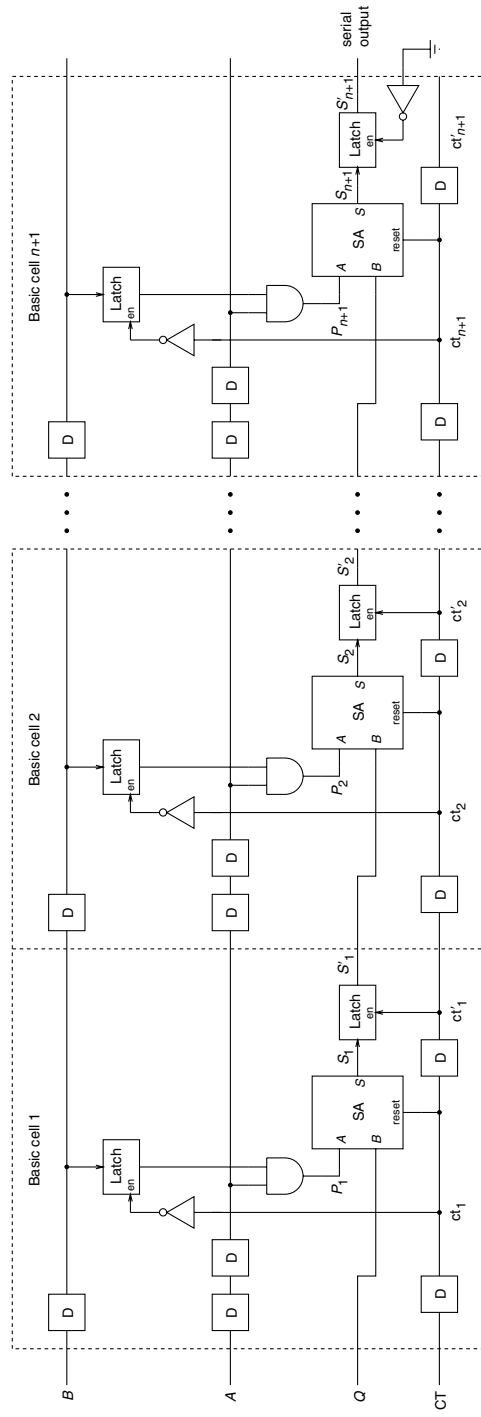 Basic cell 1
Basic cell 2
Basic cell n+1
B
D
D
D
Latch
en
Latch
en
Latch
en
A
D
D
D
D
D
D
P1
P2
Pn+1
Q
A
B
SA
S
reset
S1
Latch
en
S'1
A
B
SA
S
reset
S2
Latch
en
S'2
A
B
SA
S
reset
Sn+1
Latch
en
S'n+1
serial
output
CT
D
ct1
D
ct'1
D
ct2
D
ct'2
D
ctn+1
D
ct'n+1